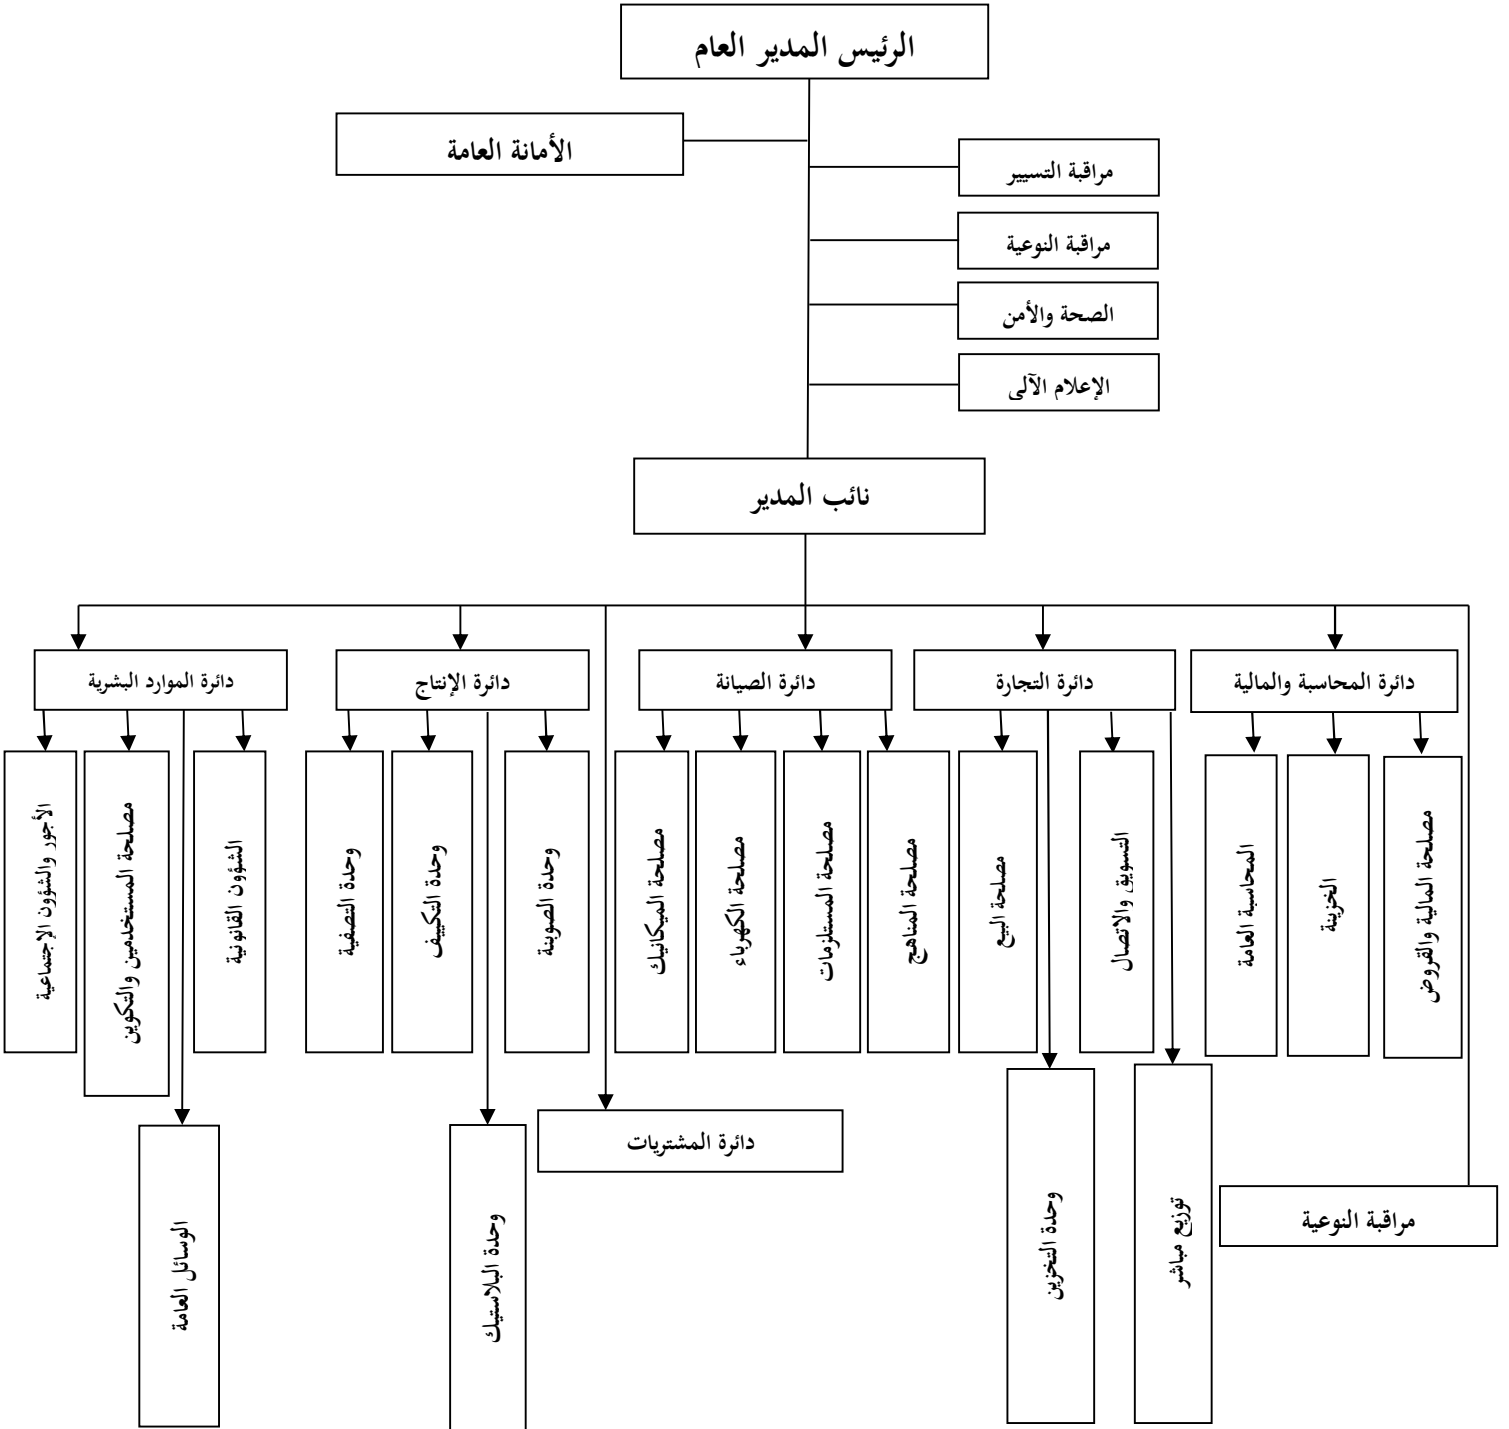 الرئيس المدير العام
الأمانة العامة
مراقبة التسيير
مراقبة النوعية
الصحة والأمن
الإعلام الآلى
نائب المدير
دائرة المحاسبة والمالية
دائرة التجارة
دائرة الصيانة
دائرة الإنتاج
دائرة الموارد البشرية
مصلحة المالية والقروض
الخزينة
المحاسبة العامة
التسويق والاتصال
مصلحة البيع
مصلحة المناهج
مصلحة المستلزمات
مصلحة الكهرباء
مصلحة الميكانيك
وحدة الصوبنة
وحدة التكييف
وحدة التصفية
الشؤون القانونية
مصلحة المستخدمين والتكوين
الأجور والشؤون الإجتماعية
مراقبة النوعية
توزيع مباشر
وحدة التخزين
دائرة المشتريات
وحدة البلاستيك
الوسائل العامة